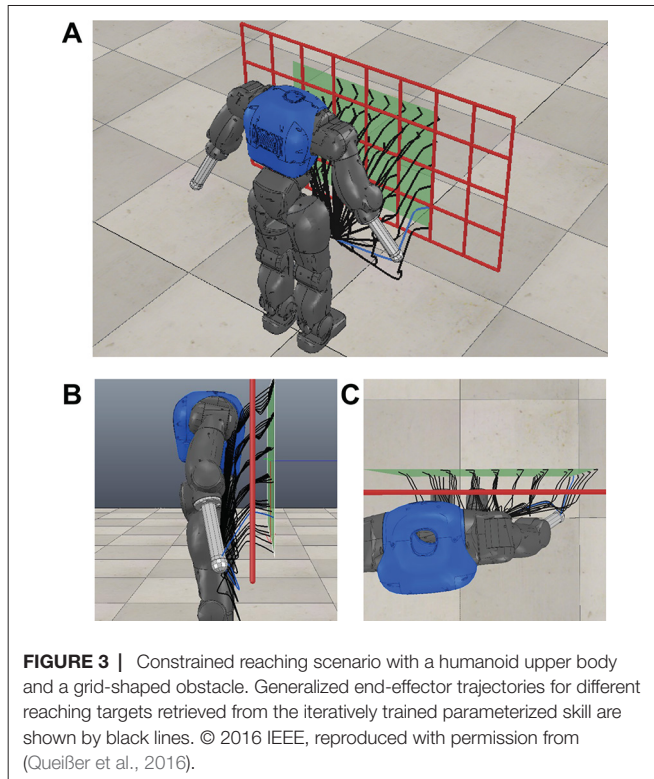 A
B
C
FIGURE 3 | Constrained reaching scenario with a humanoid upper body
and a grid-shaped obstacle. Generalized end-effector trajectories for different
reaching targets retrieved from the iteratively trained parameterized skill are
shown by black lines. © 2016 IEEE, reproduced with permission from
(Queißer et al., 2016).